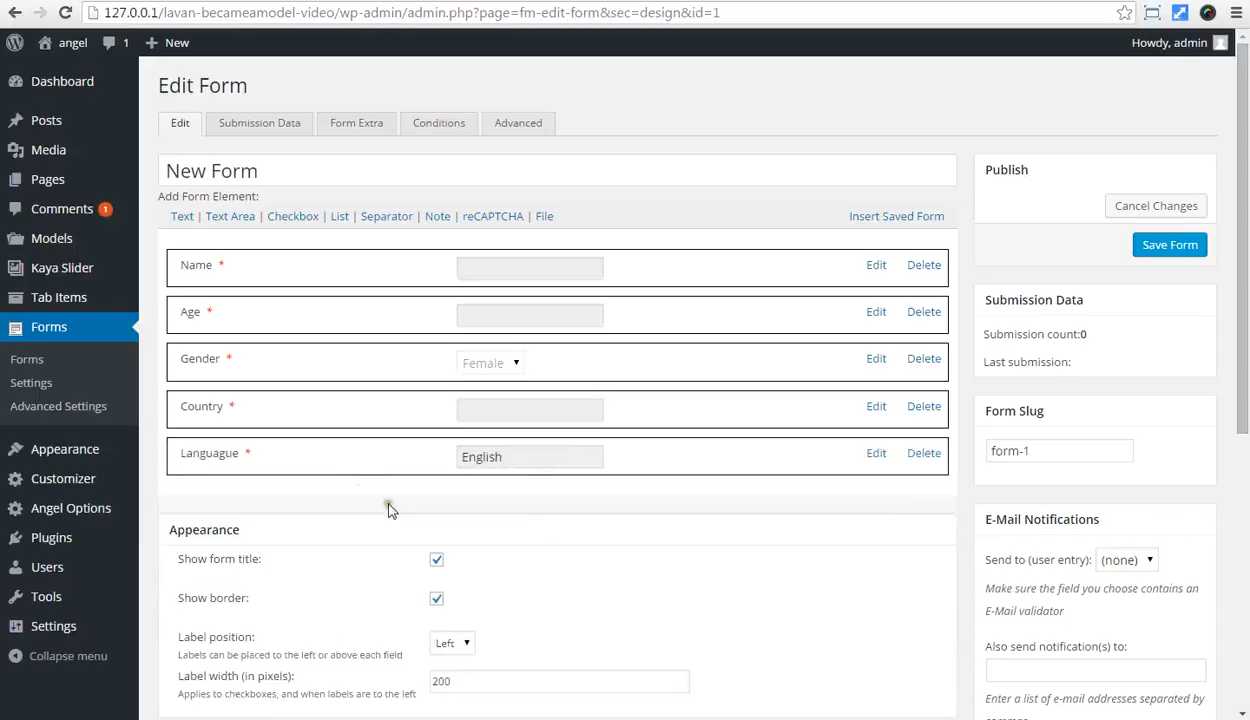 127.0.0.1/lavan-becameamodel-video/wp-admin/admin.php?page=fm-edit-form&sec=design&id=1
angel 1 New Howdy, admin
Dashboard
Posts
Media
Pages
Comments 1
Models
Kaya Slider
Tab Items
Forms
Forms
Settings
Advanced Settings
Appearance
Customizer
Angel Options
Plugins
Users
Tools
Settings
Collapse menu
Edit Form
Edit Submission Data Form Extra Conditions Advanced
New Form
Add Form Element:
Text | Text Area | Checkbox | List | Separator | Note | reCAPTCHA | File Insert Saved Form
Name * Edit Delete
Age * Edit Delete
Gender * Female Edit Delete
Country * Edit Delete
Languague * English Edit Delete
Appearance
Show form title:
Show border:
Label position: Left
Labels can be placed to the left or above each field
Label width (in pixels): 200
Applies to checkboxes, and when labels are to the left
Publish
Cancel Changes
Save Form
Submission Data
Submission count:0
Last submission:
Form Slug
form-1
E-Mail Notifications
Send to (user entry): (none)
Make sure the field you choose contains an
E-Mail validator
Also send notification(s) to:
Enter a list of e-mail addresses separated by
commas